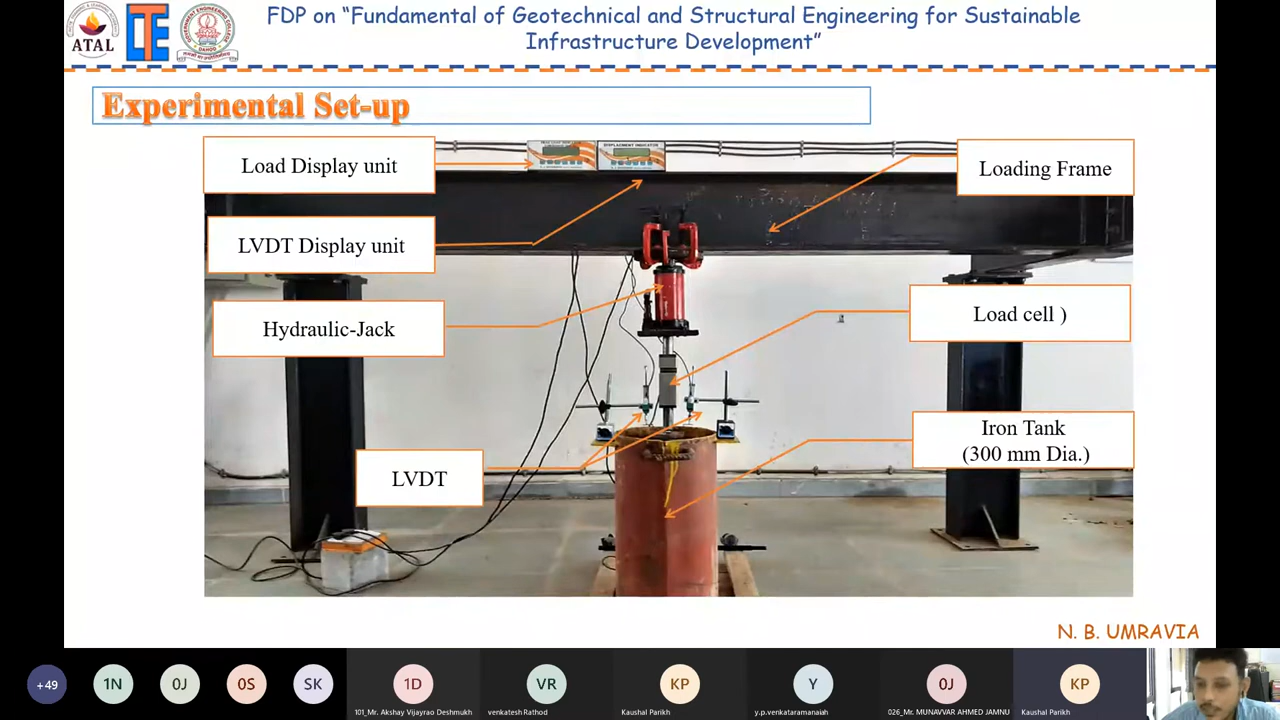 FDP on “Fundamental of Geotechnical and Structural Engineering for Sustainable
Infrastructure Development”
ATAL
LTE
Experimental Set-up
Load Display unit
DISPLACEMENT INDICATOR
Loading Frame
LVDT Display unit
Hydraulic-Jack
Load cell )
Iron Tank
(300 mm Dia.)
LVDT
N. B. UMRAVIA
+49
1N
0J
0S
SK
1D
VR
KP
Y
0J
KP
101_Mr. Akshay Vijayrao Deshmukh
venkatesh Rathod
Kaushal Parikh
y.p.venkataramanaiah
026_Mr. MUNAVVAR AHMED JAMNU
Kaushal Parikh